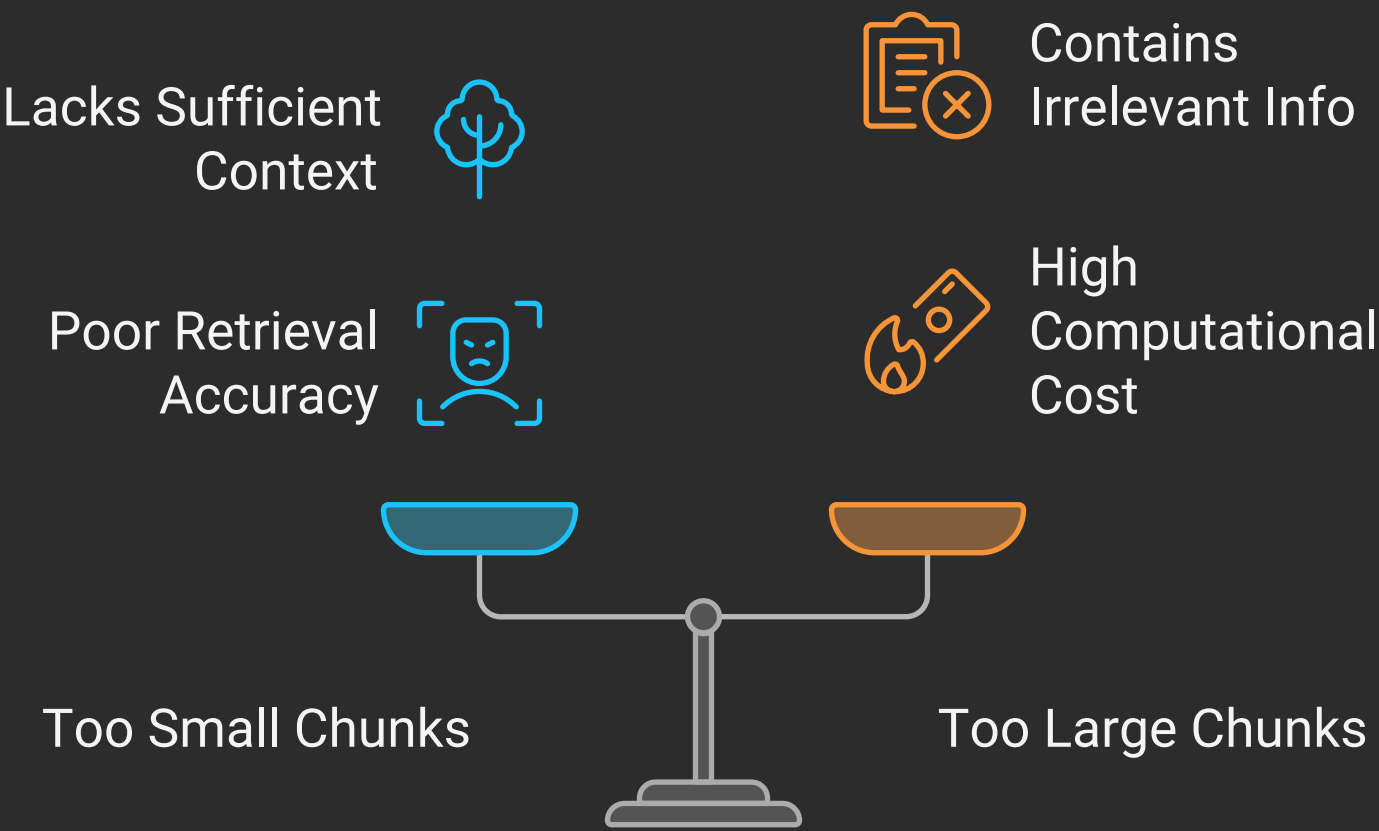 Lacks Sufficient
Context
Poor Retrieval
Accuracy
Contains
Irrelevant Info
High
Computational
Cost
Too Small Chunks
Too Large Chunks